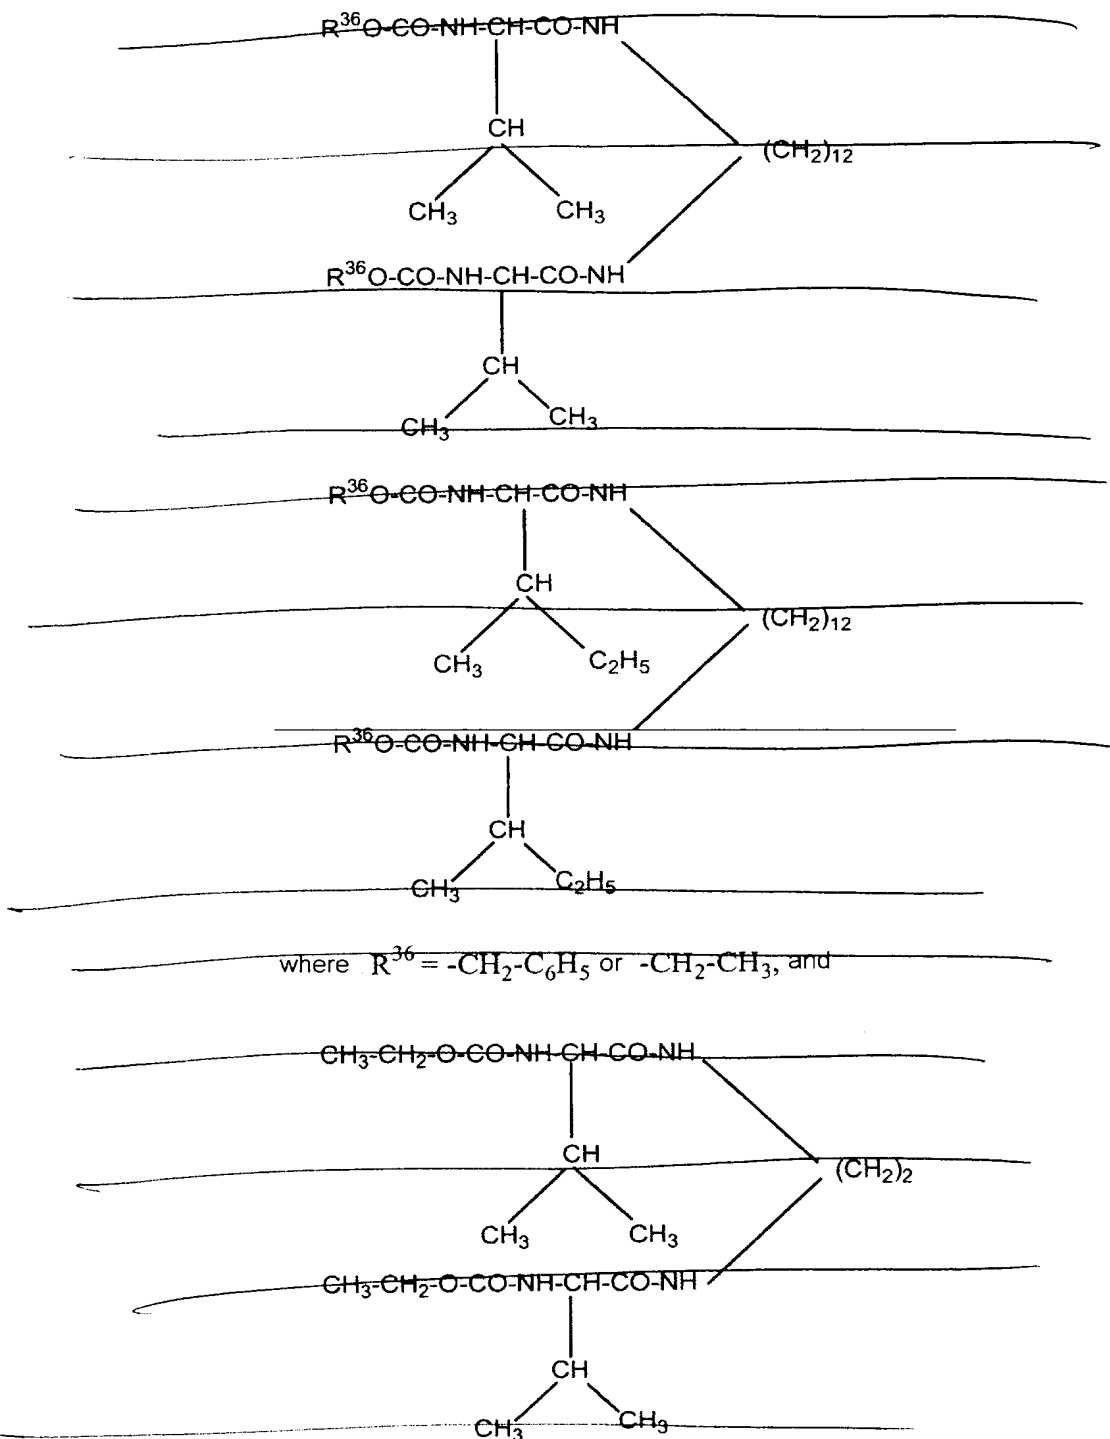 R³⁶O-CO-NH-CH-CO-NH
CH
(CH₂)₁₂
CH₃ CH₃
R³⁶O-CO-NH-CH-CO-NH
CH
CH₃ CH₃
R³⁶O-CO-NH-CH-CO-NH
CH
(CH₂)₁₂
CH₃ C₂H₅
R³⁶O-CO-NH-CH-CO-NH
CH
CH₃ C₂H₅
where R³⁶ = -CH₂-C₆H₅ or -CH₂-CH₃, and
CH₃-CH₂-O-CO-NH-CH-CO-NH
CH
(CH₂)₂
CH₃ CH₃
CH₃-CH₂-O-CO-NH-CH-CO-NH
CH
CH₃ CH₃